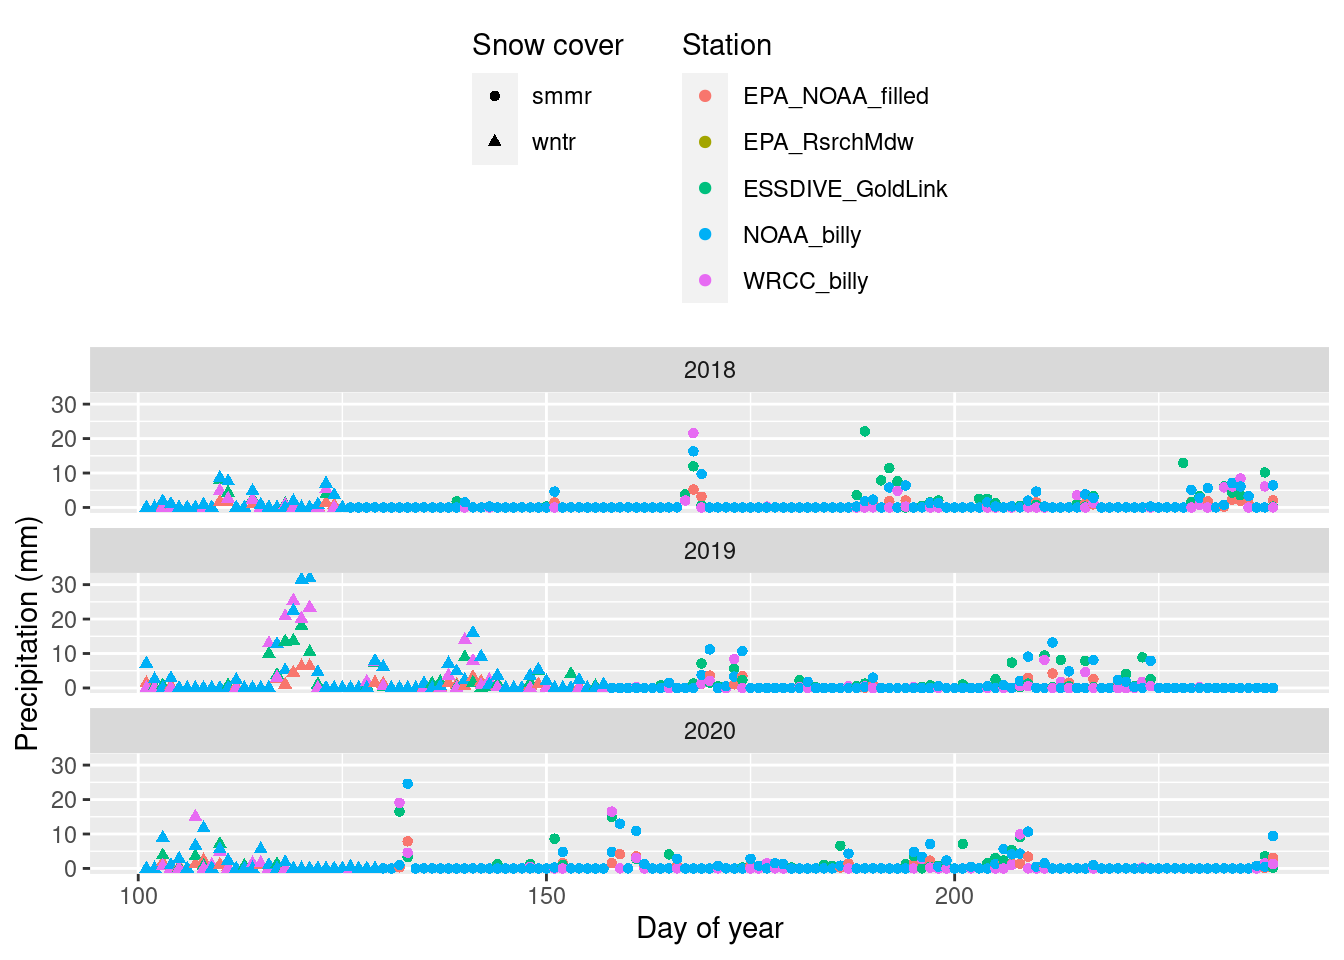 Snow cover
smmr
wntr
Station
EPA_NOAA_filled
EPA_RsrchMdw
ESSDIVE_GoldLink
NOAA_billy
WRCC_billy
Precipitation (mm)
2018
30
20
10
0
2019
30
20
10
0
2020
30
20
10
0
100
150
200
Day of year